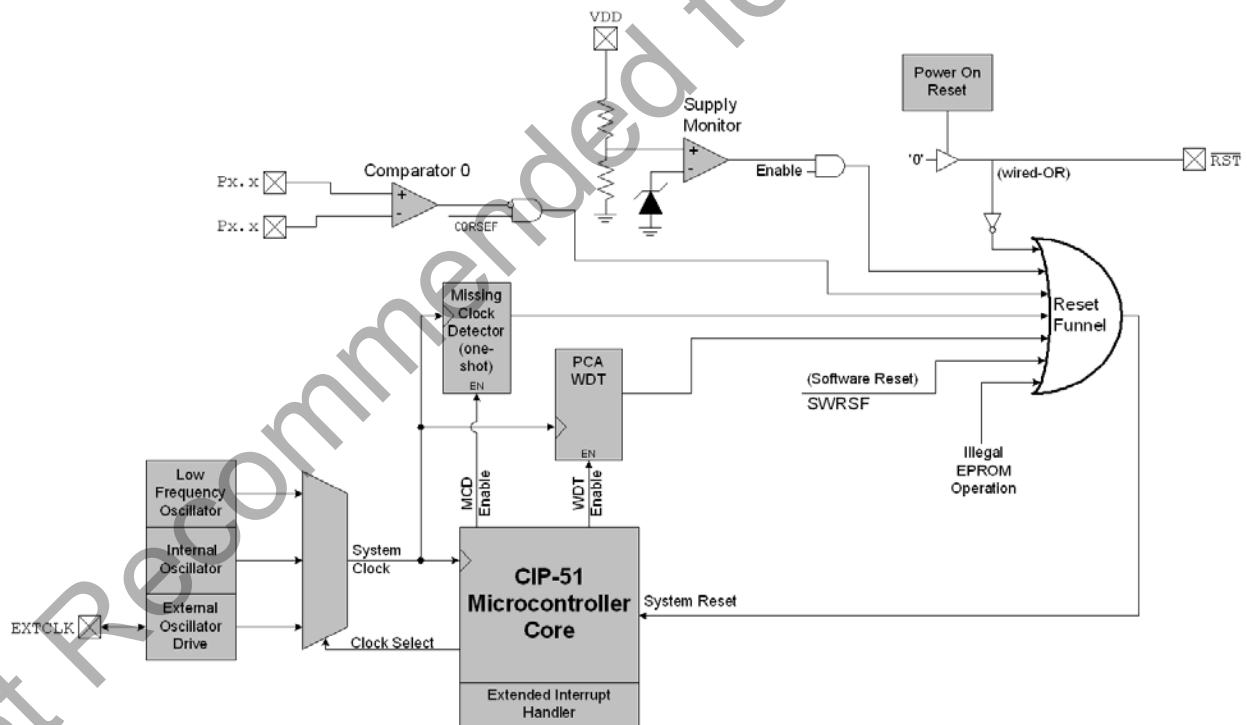 VDD
Power On
Reset
Supply
Monitor
+
-
Enable
'0'
(wired-OR)
RST
Comparator 0
Px.x
+
-
Px.x
C0RSEF
Reset
Funnel
Missing
Clock
Detector
(one-
shot)
EN
PCA
WDT
EN
(Software Reset)
SWRSF
Illegal
EPROM
Operation
MCD
Enable
WDT
Enable
Low
Frequency
Oscillator
Internal
Oscillator
External
Oscillator
Drive
EXTCLK
System
Clock
Clock Select
CIP-51
Microcontroller
Core
System Reset
Extended Interrupt
Handler
Recommended